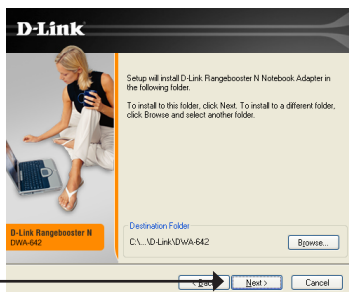 D-Link
Setup will install D-Link Rangebooster N Notebook Adapter in
the following folder.
To install to this folder, click Next. To install to a different folder,
click Browse and select another folder.
D-Link Rangebooster N
DWA-642
Destination Folder
C:\...\D-Link\DWA-642
Browse...
< Back
Next >
Cancel